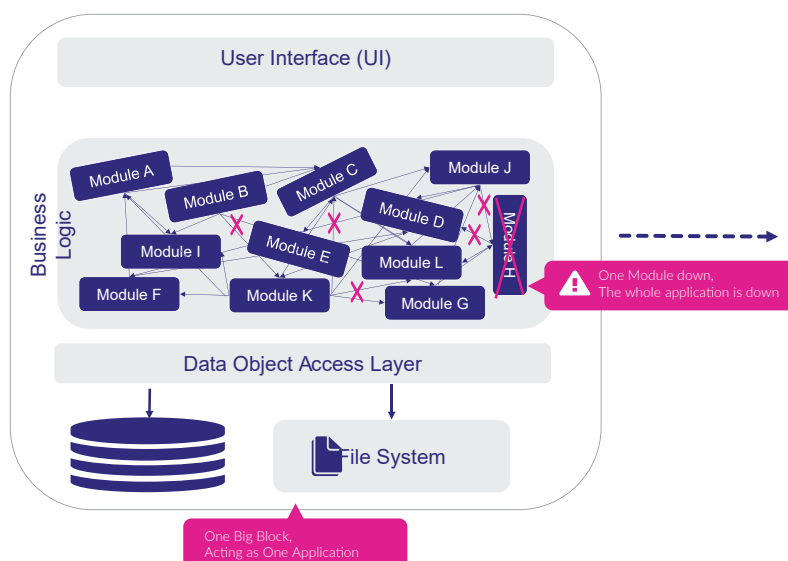 User Interface (UI)
Business
Logic
Module A
Module B
Module C
Module J
Module D
Module H
Module I
Module E
Module L
Module F
Module K
Module G
One Module down,
The whole application is down
Data Object Access Layer
File System
One Big Block,
Acting as One Application